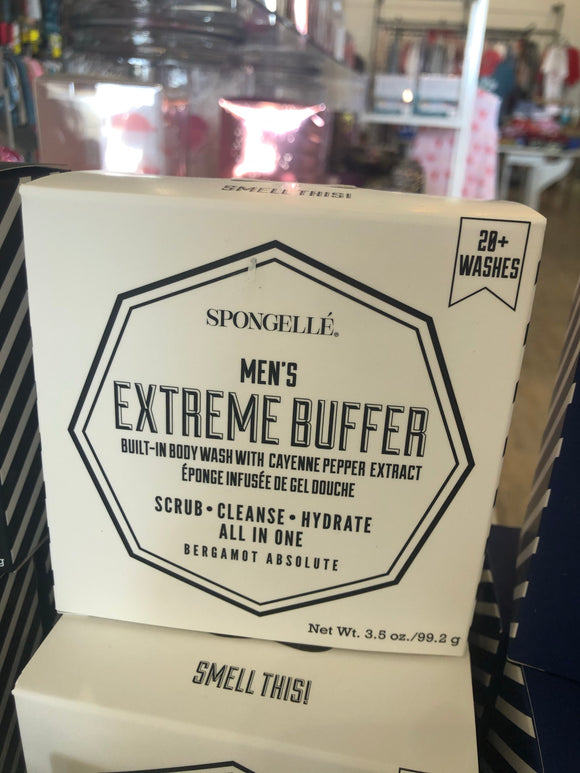 SMELL THIS!
20+
WASHES
SPONGELLÉ®
MEN'S
EXTREME BUFFER
BUILT-IN BODY WASH WITH CAYENNE PEPPER EXTRACT
ÉPONGE INFUSÉE DE GEL DOUCHE
SCRUB • CLEANSE • HYDRATE
ALL IN ONE
BERGAMOT ABSOLUTE
Net Wt. 3.5 oz./99.2 g
SMELL THIS!